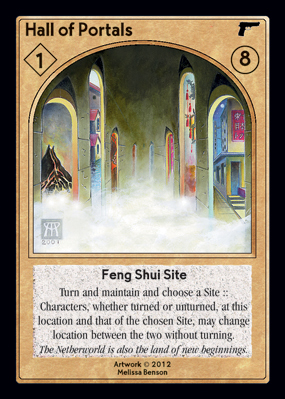 Hall of Portals
1
8
2001
Feng Shui Site
Turn and maintain and choose a Site ::
Characters, whether turned or unturned, at this
location and that of the chosen Site, may change
location between the two without turning.
The Netherworld is also the land of new beginnings.
Artwork © 2012
Melissa Benson